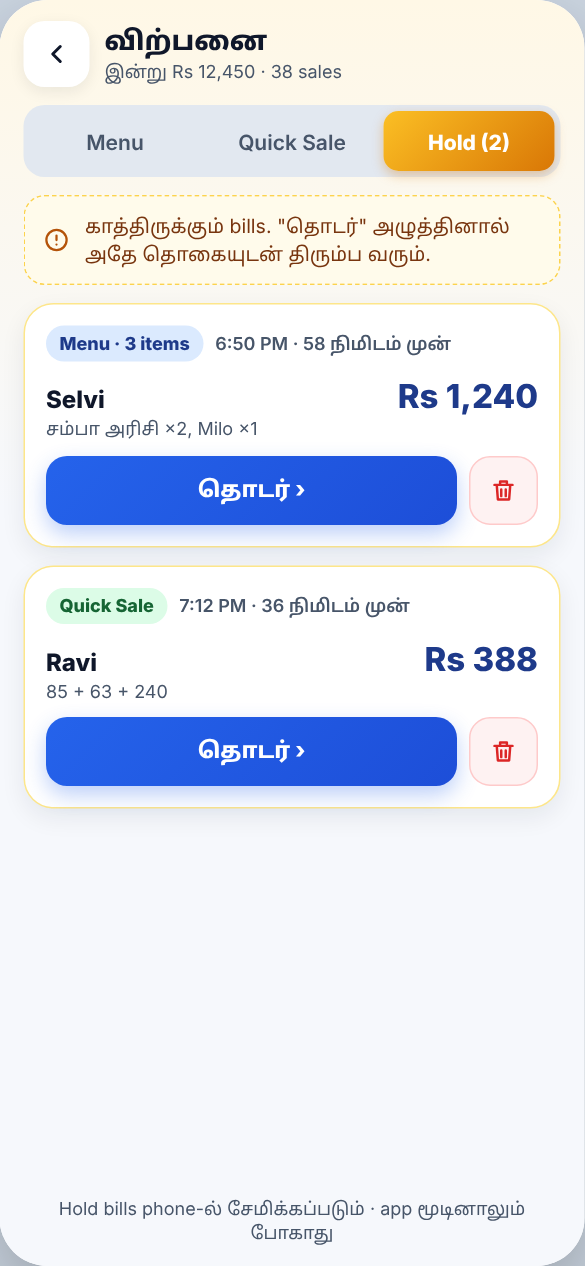 விற்பனை
இன்று Rs 12,450 · 38 sales
Menu
Quick Sale
Hold (2)
காத்திருக்கும் bills. "தொடர்" அழுத்தினால்
அதே தொகையுடன் திரும்ப வரும்.
Menu · 3 items
6:50 PM · 58 நிமிடம் முன்
Selvi
Rs 1,240
சம்பா அரிசி ×2, Milo ×1
தொடர் ›
Quick Sale
7:12 PM · 36 நிமிடம் முன்
Ravi
Rs 388
85 + 63 + 240
தொடர் ›
Hold bills phone-ல் சேமிக்கப்படும் · app மூடினாலும்
போகாது